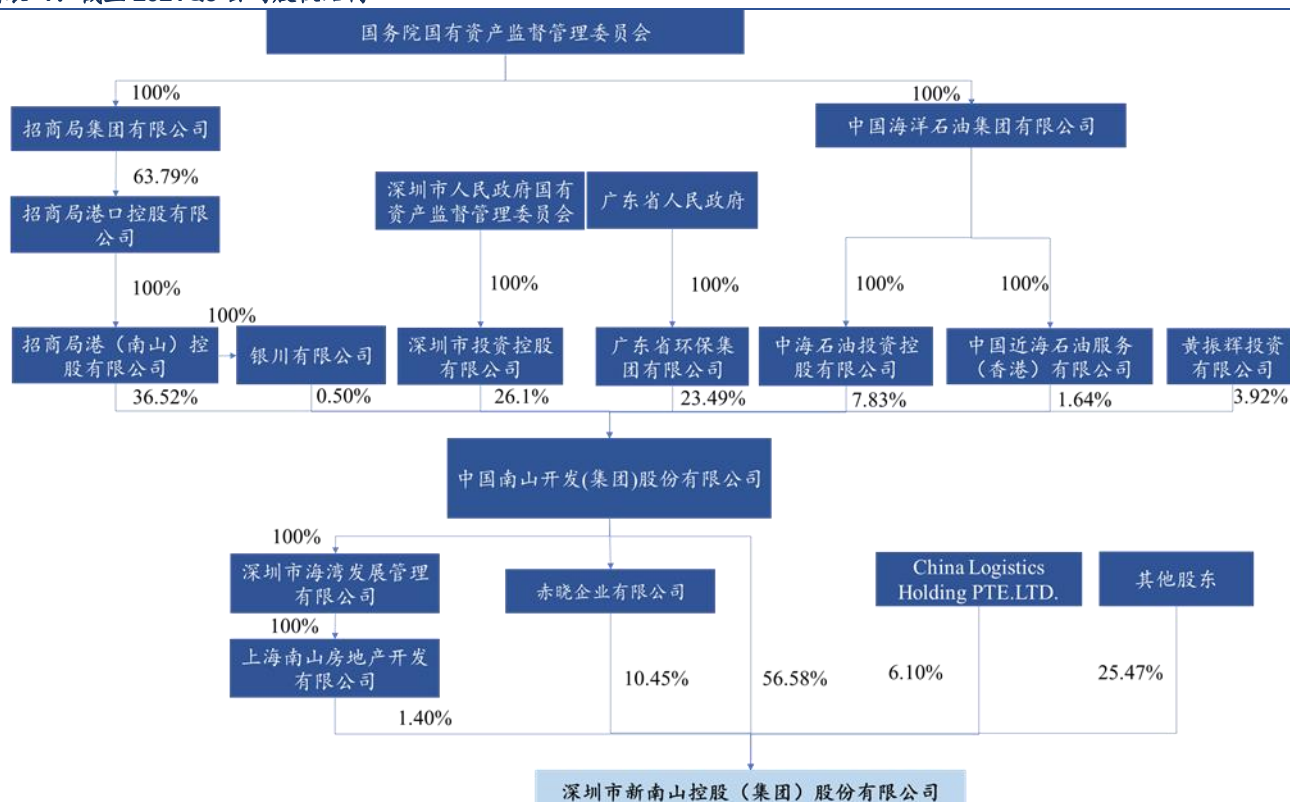 国务院国有资产监督管理委员会
100%
100%
招商局集团有限公司
中国海洋石油集团有限公司
63.79%
深圳市人民政府国有
资产监督管理委员会
广东省人民政府
招商局港口控股有限
公司
100%
100%
100%
100%
100%
100%
招商局港（南山）控
股有限公司
银川有限公司
深圳市投资控股
有限公司
广东省环保集
团有限公司
中海石油投资控
股有限公司
中国近海石油服务
（香港）有限公司
黄振辉投资
有限公司
36.52%
0.50%
26.1%
23.49%
7.83%
1.64%
3.92%
中国南山开发(集团)股份有限公司
100%
深圳市海湾发展管理
有限公司
赤晓企业有限公司
China Logistics
Holding PTE.LTD.
其他股东
100%
上海南山房地产开发
有限公司
10.45%
56.58%
6.10%
25.47%
1.40%
深圳市新南山控股（集团）股份有限公司